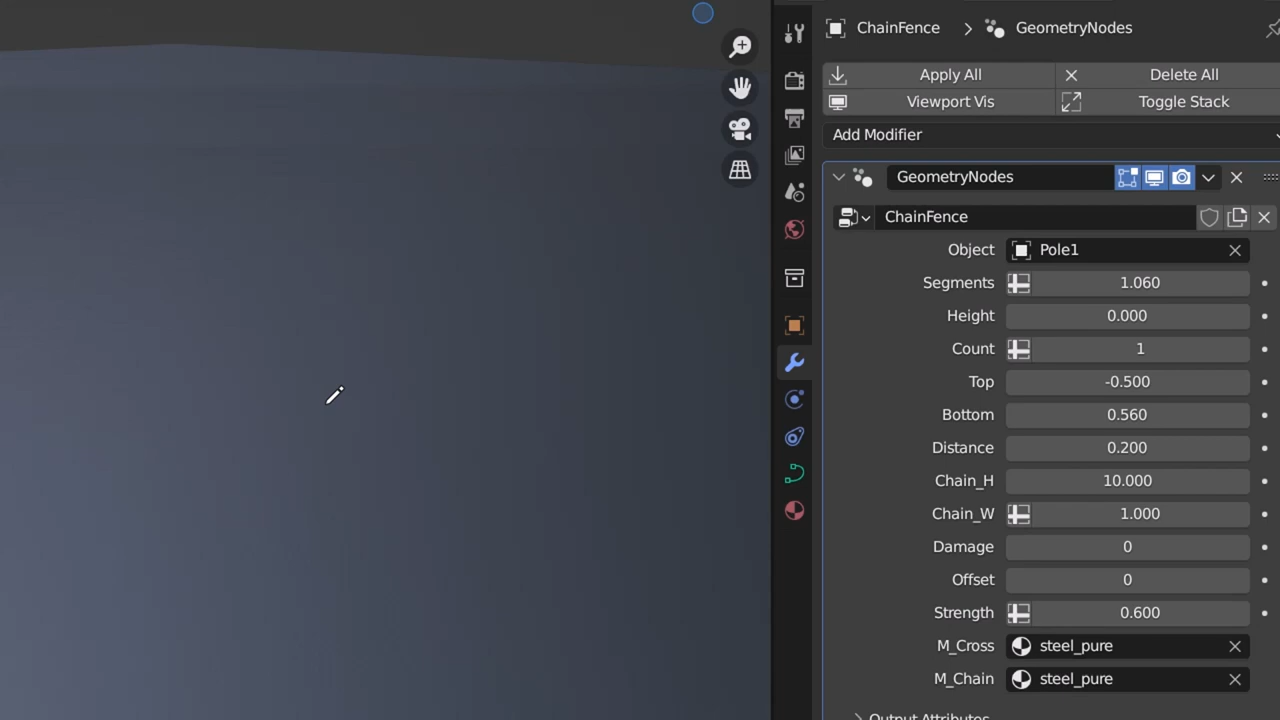 ChainFence GeometryNodes
Apply All Delete All
Viewport Vis Toggle Stack
Add Modifier
GeometryNodes
ChainFence
Object Pole1
Segments 1.060
Height 0.000
Count 1
Top -0.500
Bottom 0.560
Distance 0.200
Chain_H 10.000
Chain_W 1.000
Damage 0
Offset 0
Strength 0.600
M_Cross steel_pure
M_Chain steel_pure
Output Attributes